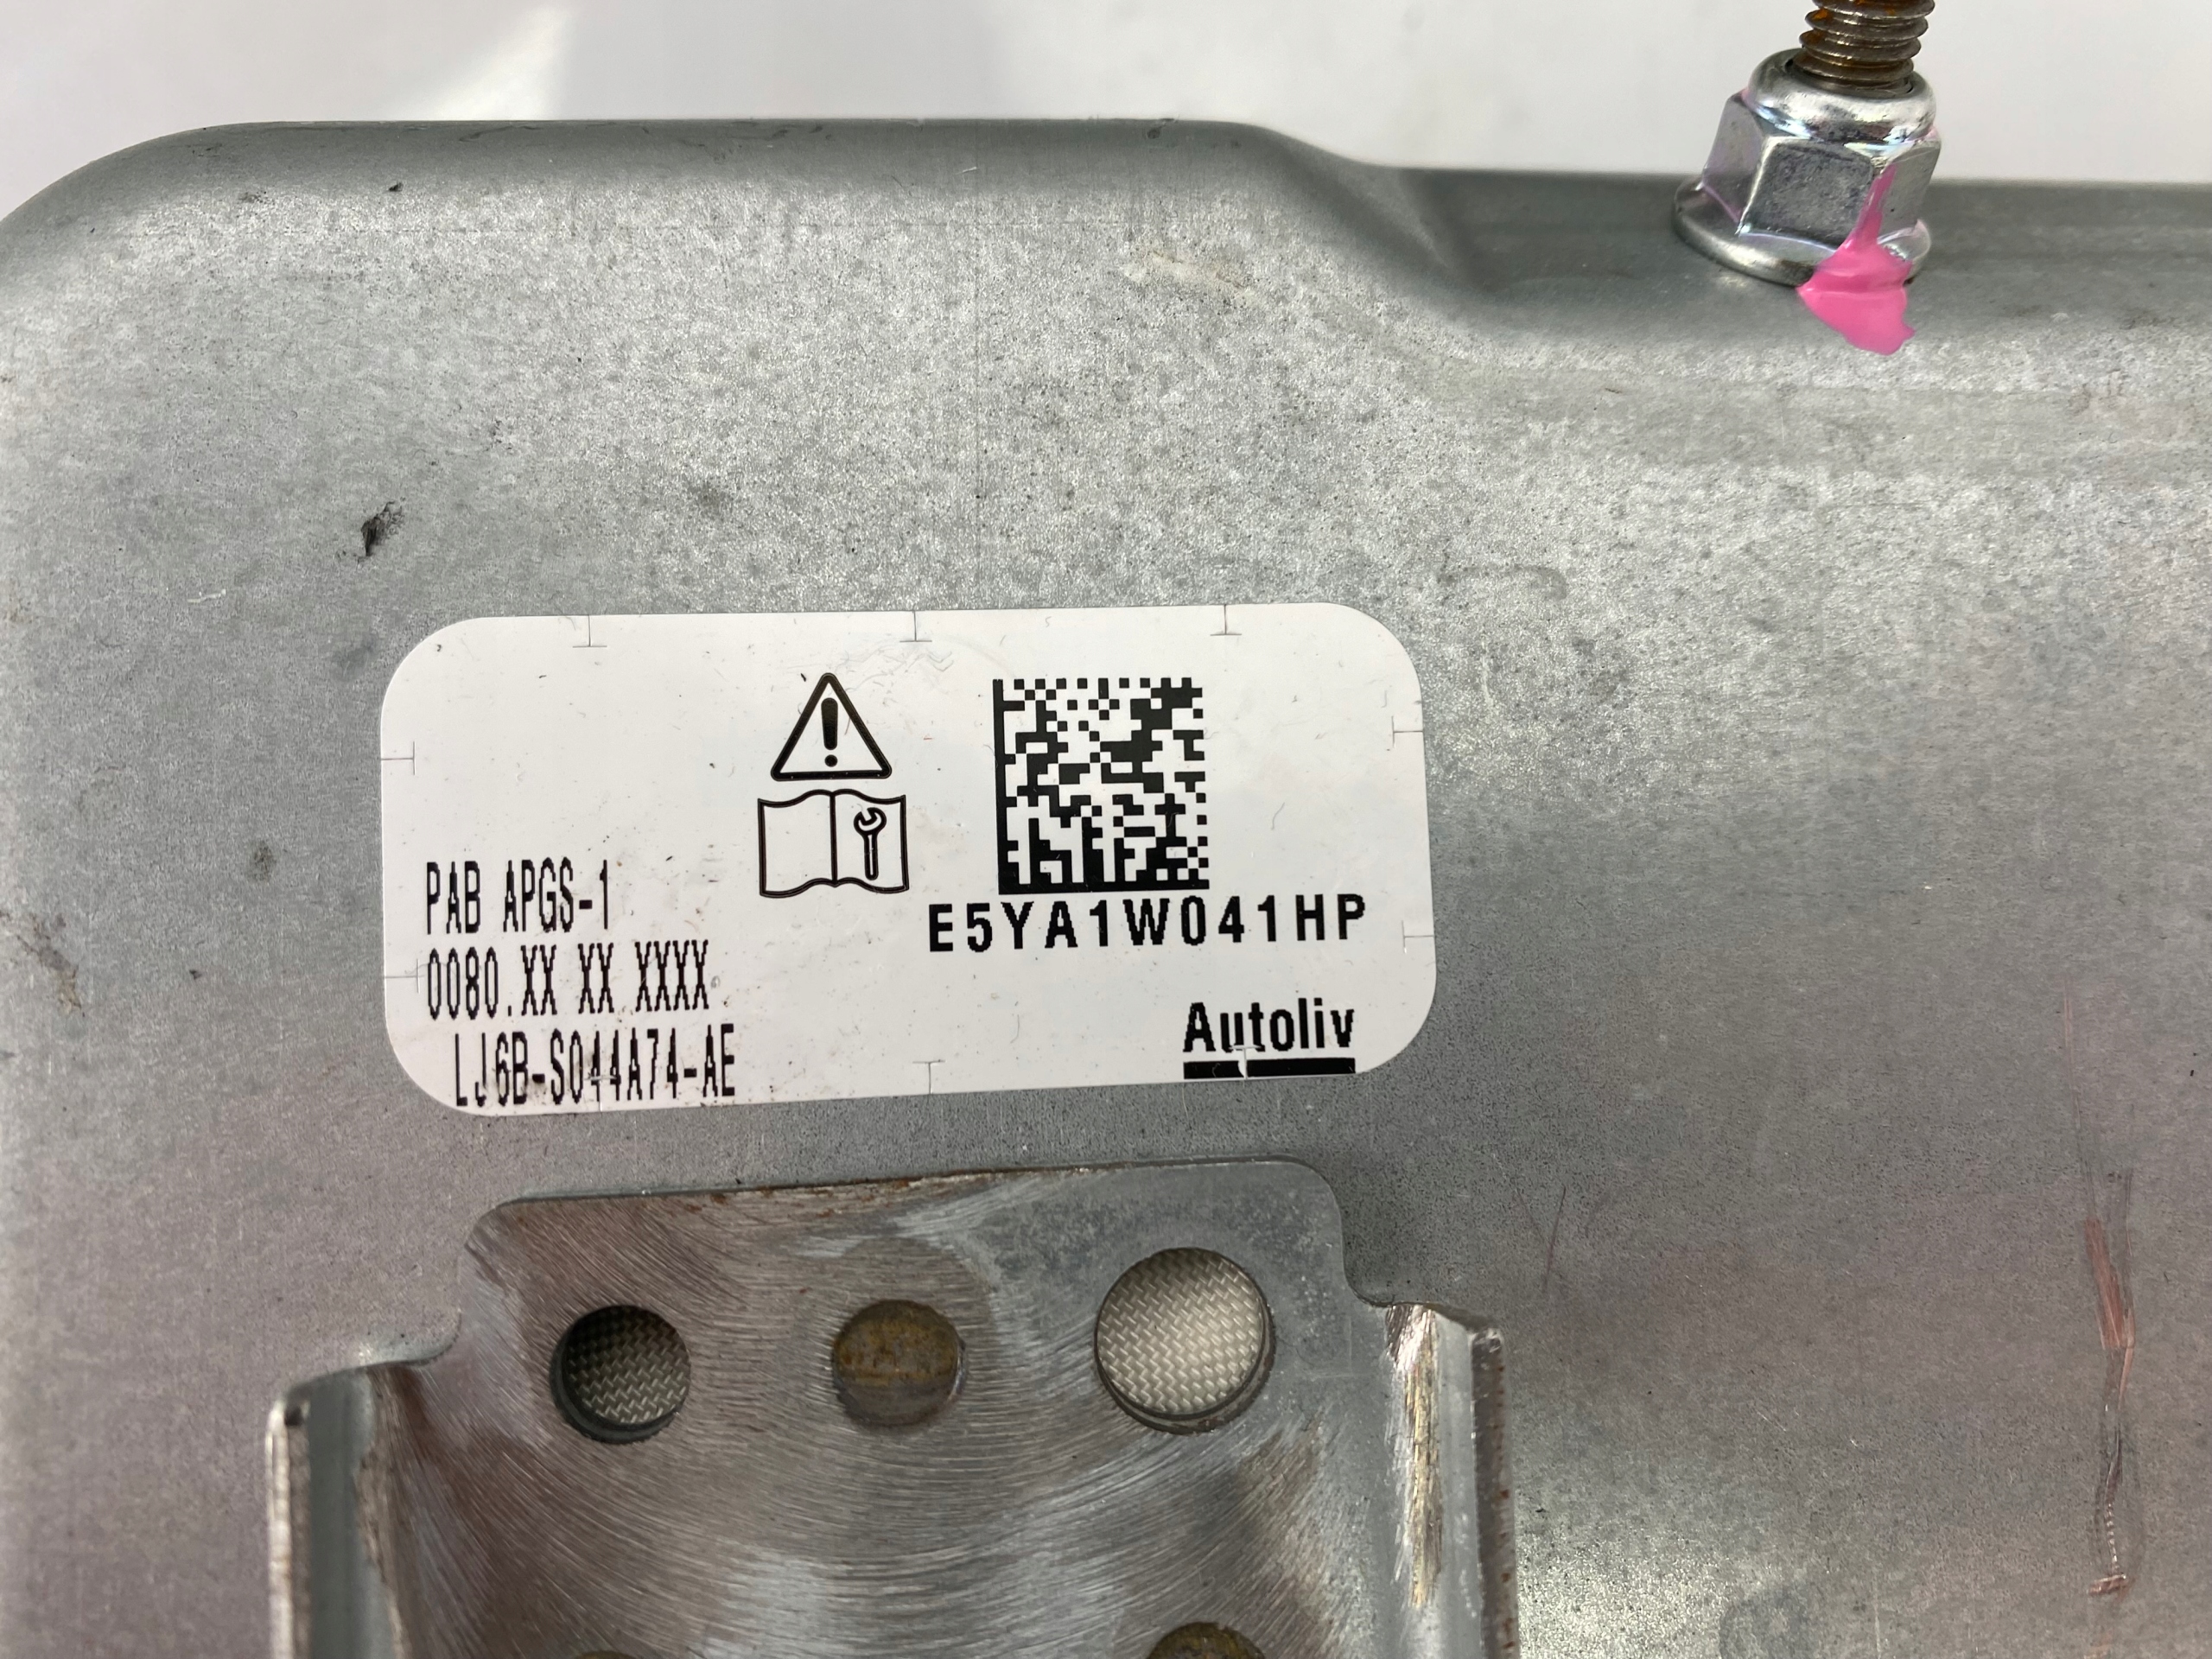 E5YA1W041HP
PAB APGS-1
0080.XX XX XXXX
LJ6B-S044A74-AE
Autoliv